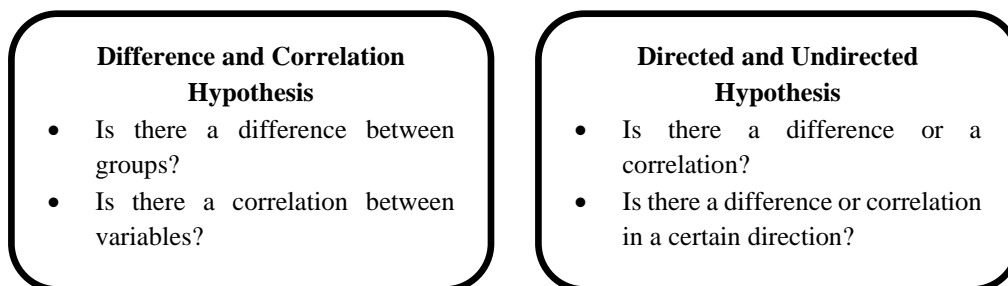 Difference and Correlation
Hypothesis
• Is there a difference between
groups?
• Is there a correlation between
variables?
Directed and Undirected
Hypothesis
• Is there a difference or a
correlation?
• Is there a difference or correlation
in a certain direction?